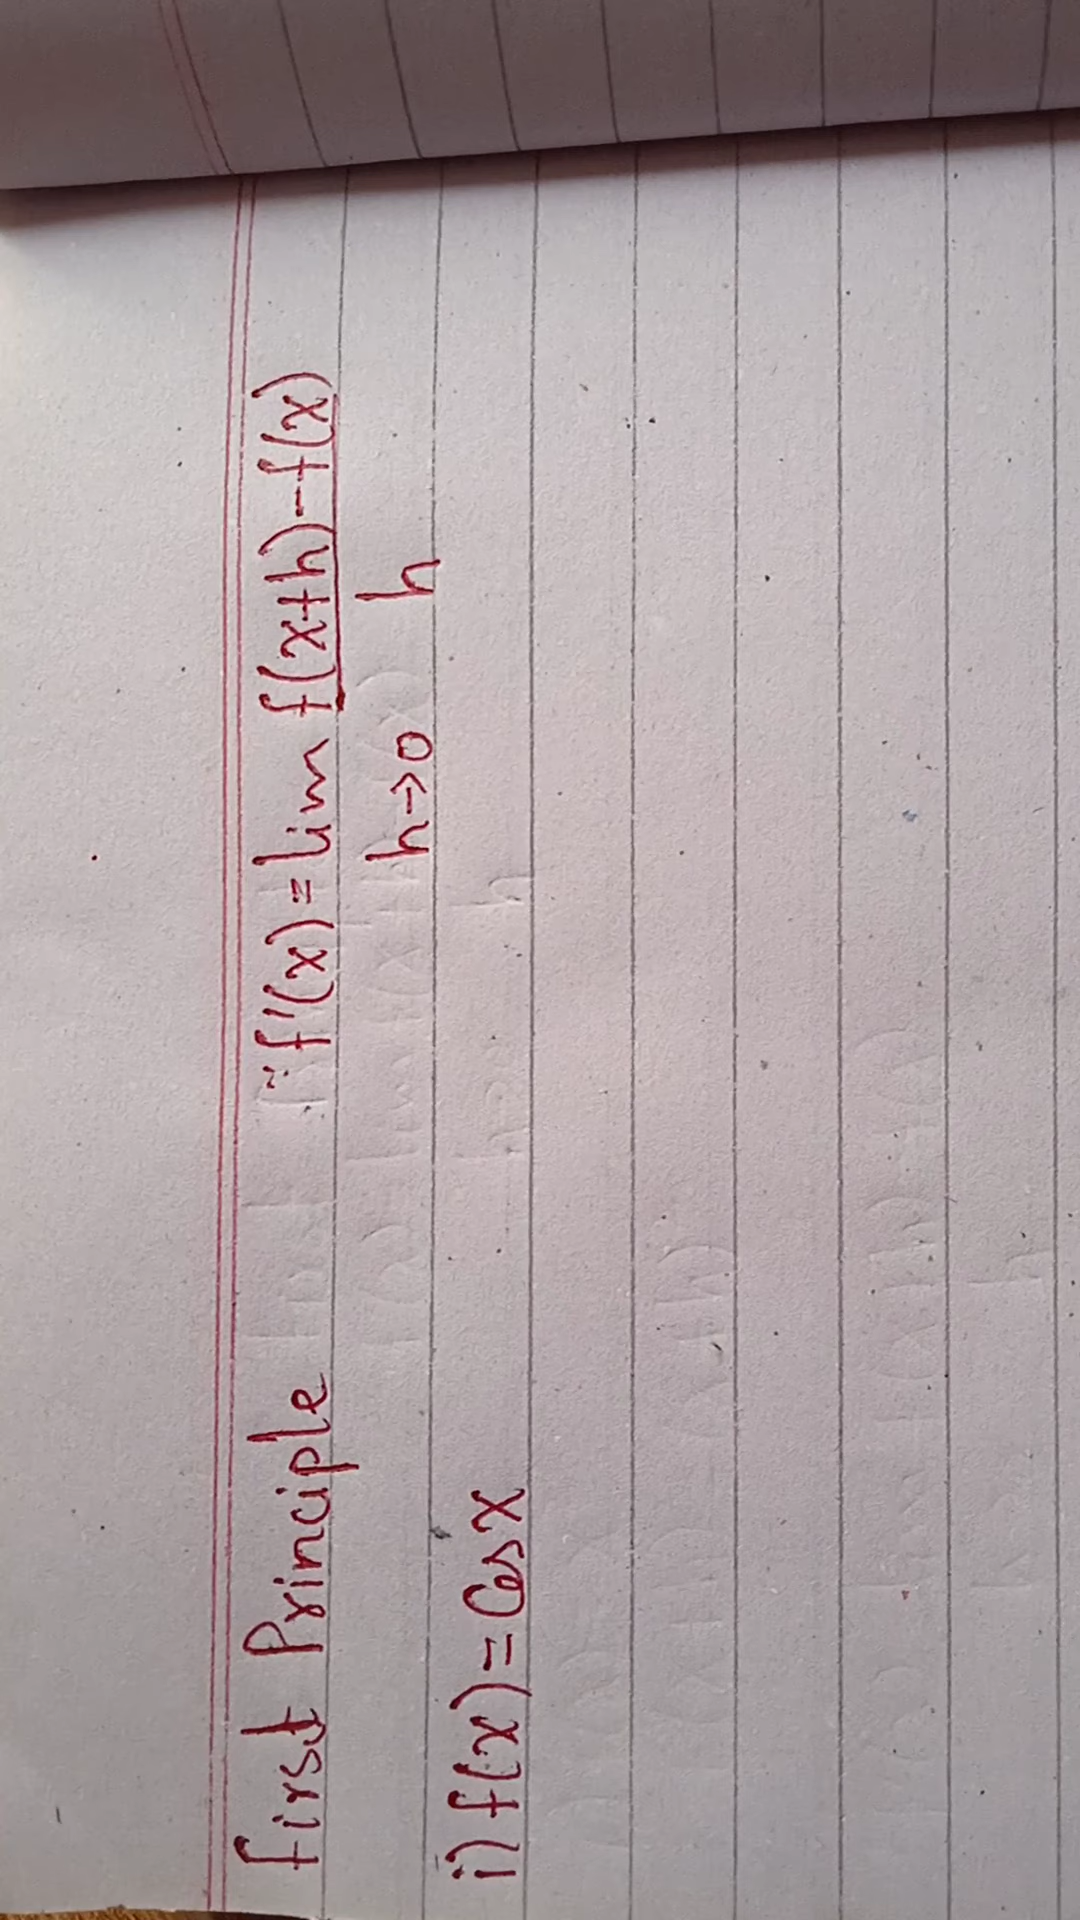 First Principle :- f'(x) = lim f(x+h) - f(x)
h→0 h
i) f(x) = Cos x